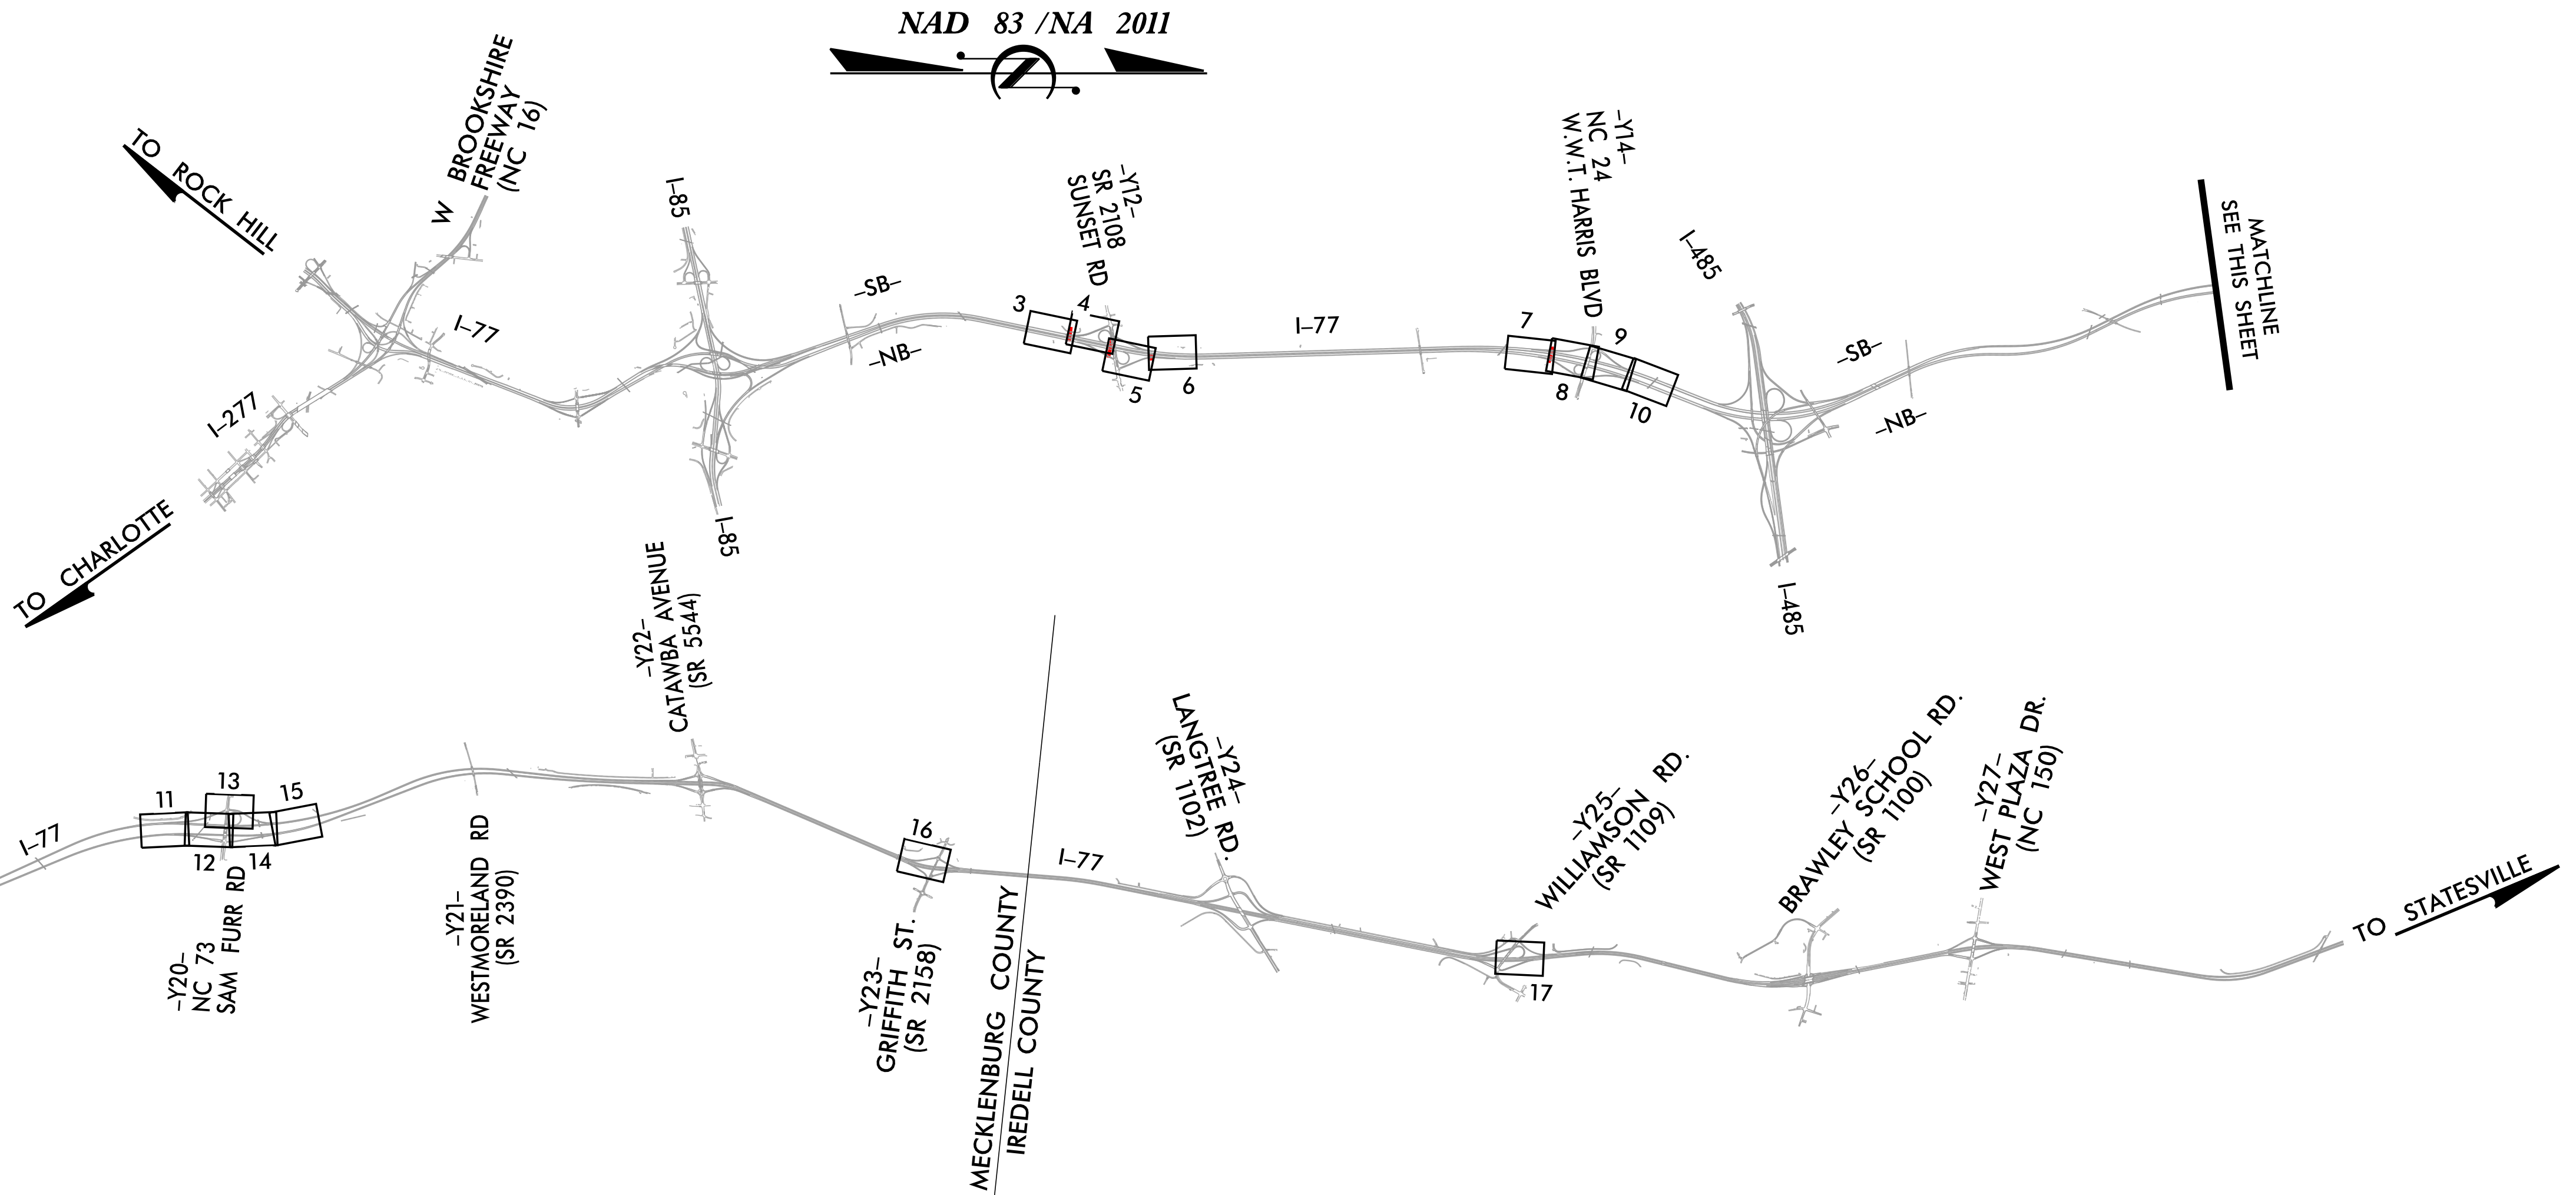 NAD 83 /NA 2011
TO ROCK HILL
W BROOKSHIRE
FREEWAY
(NC 16)
I-77
I-277
TO CHARLOTTE
I-85
I-85
-SB-
-NB-
3
4
-Y12-
SR 2108
SUNSET RD
5
6
I-77
7
8
-Y14-
NC 24
W.W.T. HARRIS BLVD
9
10
I-485
I-485
-SB-
-NB-
MATCHLINE
SEE THIS SHEET
I-77
11
13
15
12
14
-Y20-
NC 73
SAM FURR RD
-Y21-
WESTMORELAND RD
(SR 2390)
-Y22-
CATAWBA AVENUE
(SR 5544)
16
-Y23-
GRIFFITH ST.
(SR 2158)
MECKLENBURG COUNTY
IREDELL COUNTY
I-77
-Y24-
LANGTREE RD.
(SR 1102)
-Y25-
WILLIAMSON RD.
(SR 1109)
17
-Y26-
BRAWLEY SCHOOL RD.
(SR 1100)
-Y27-
WEST PLAZA DR.
(NC 150)
TO STATESVILLE